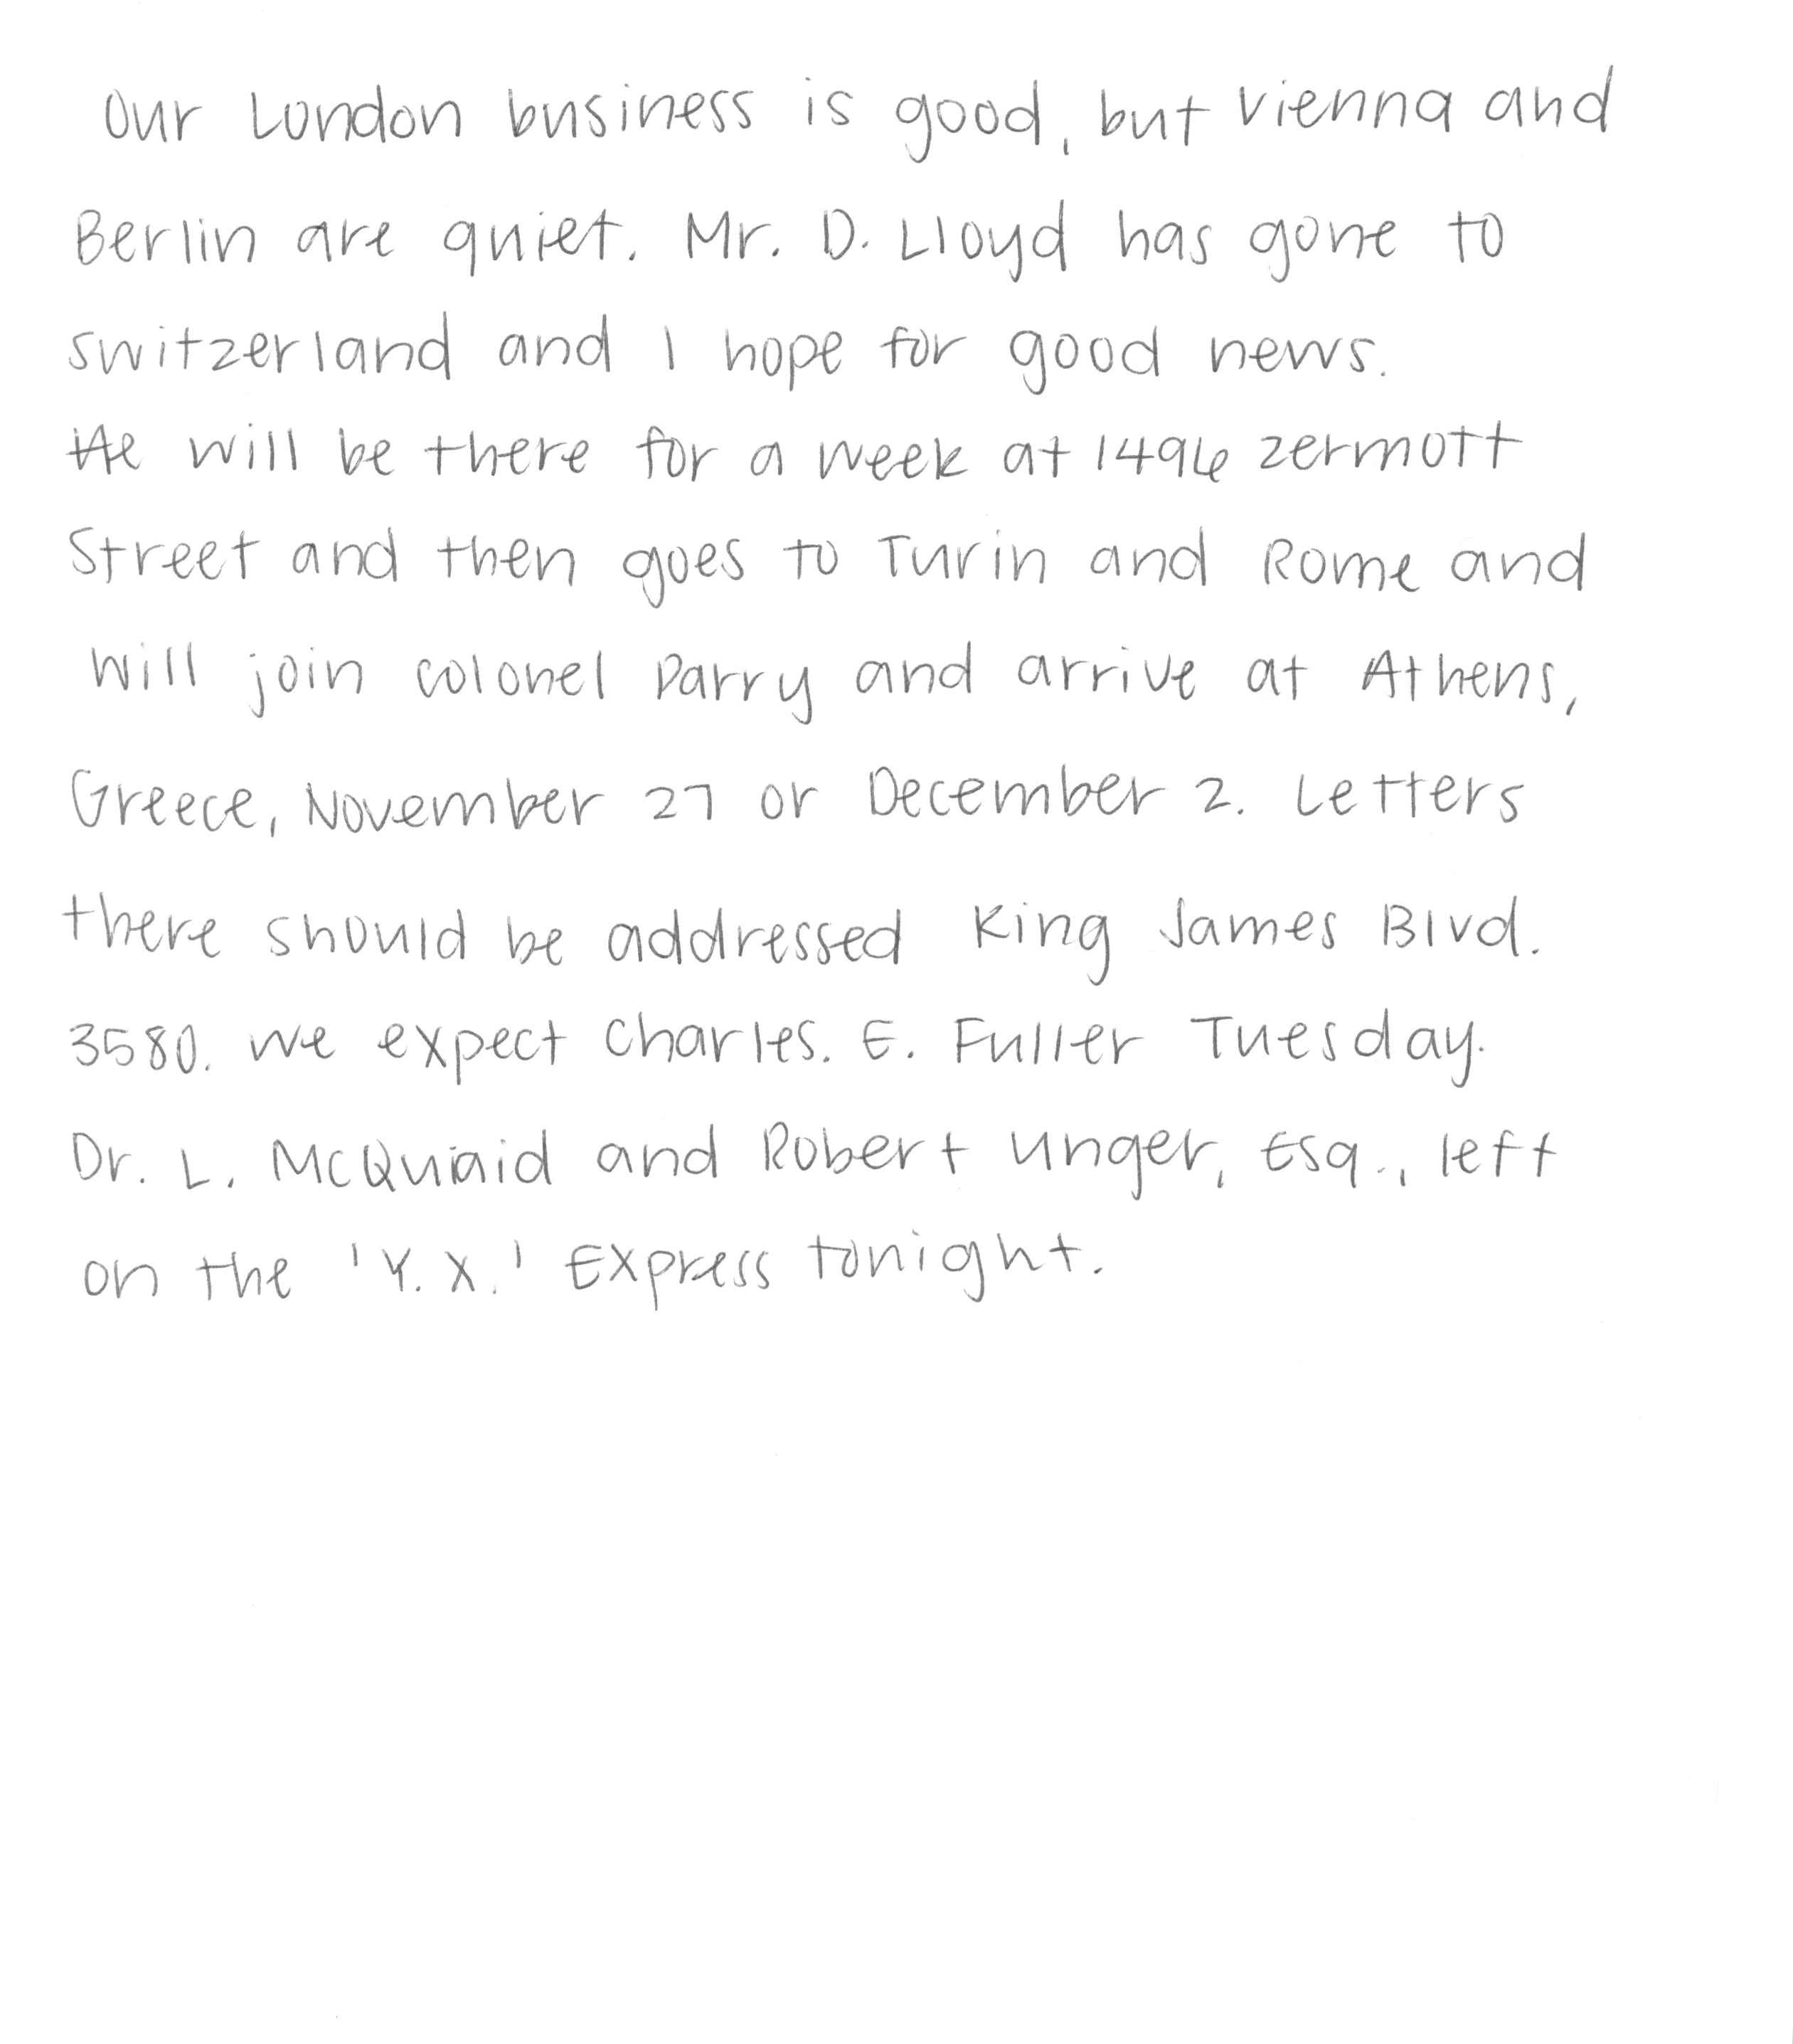 Our London business is good, but Vienna and
Berlin are quiet. Mr. D. Lloyd has gone to
Switzerland and I hope for good news.
He will be there for a week at 1496 Zermott
Street and then goes to Turin and Rome and
will join Colonel Parry and arrive at Athens,
Greece, November 27 or December 2. Letters
there should be addressed King James Blvd.
3580. We expect Charles. E. Fuller Tuesday.
Dr. L. McQuaid and Robert Unger, Esq., left
on the 'Y.X.' Express tonight.